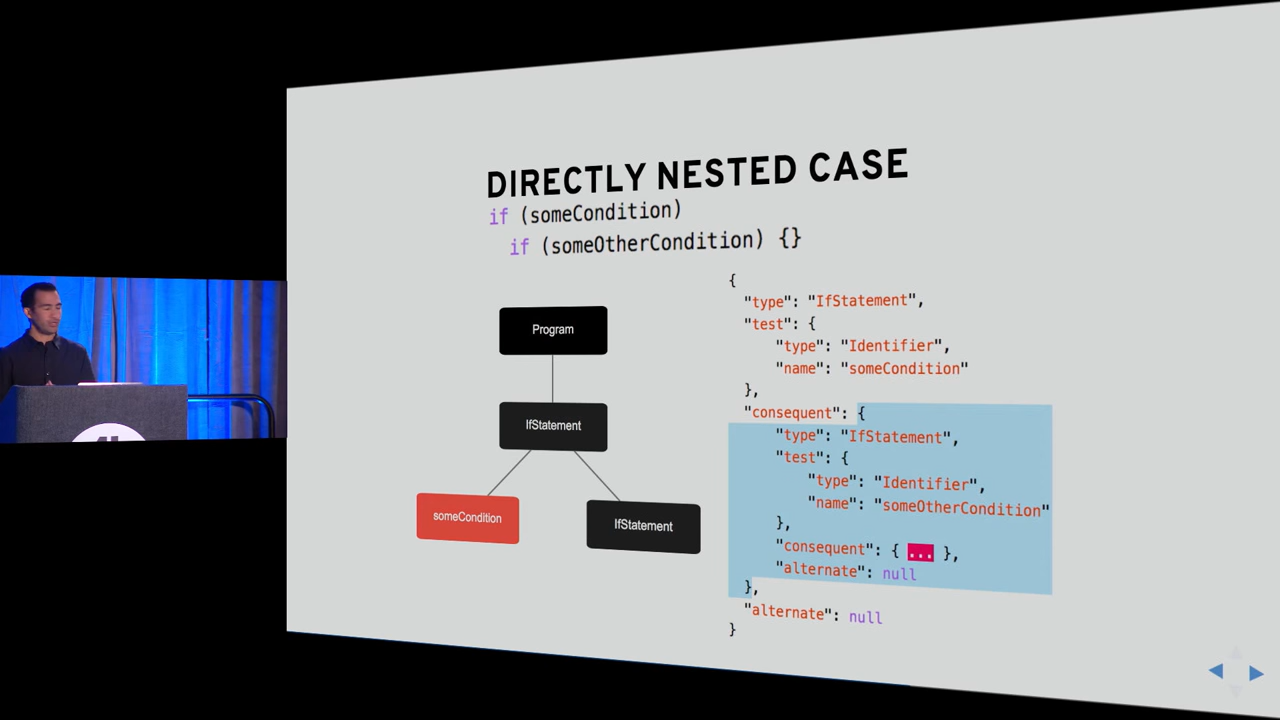 DIRECTLY NESTED CASE
if (someCondition)
if (someOtherCondition) {}
Program
IfStatement
someCondition
IfStatement
{
"type": "IfStatement",
"test": {
"type": "Identifier",
"name": "someCondition"
},
"consequent": {
"type": "IfStatement",
"test": {
"type": "Identifier",
"name": "someOtherCondition"
},
"consequent": { ... },
"alternate": null
},
"alternate": null
}